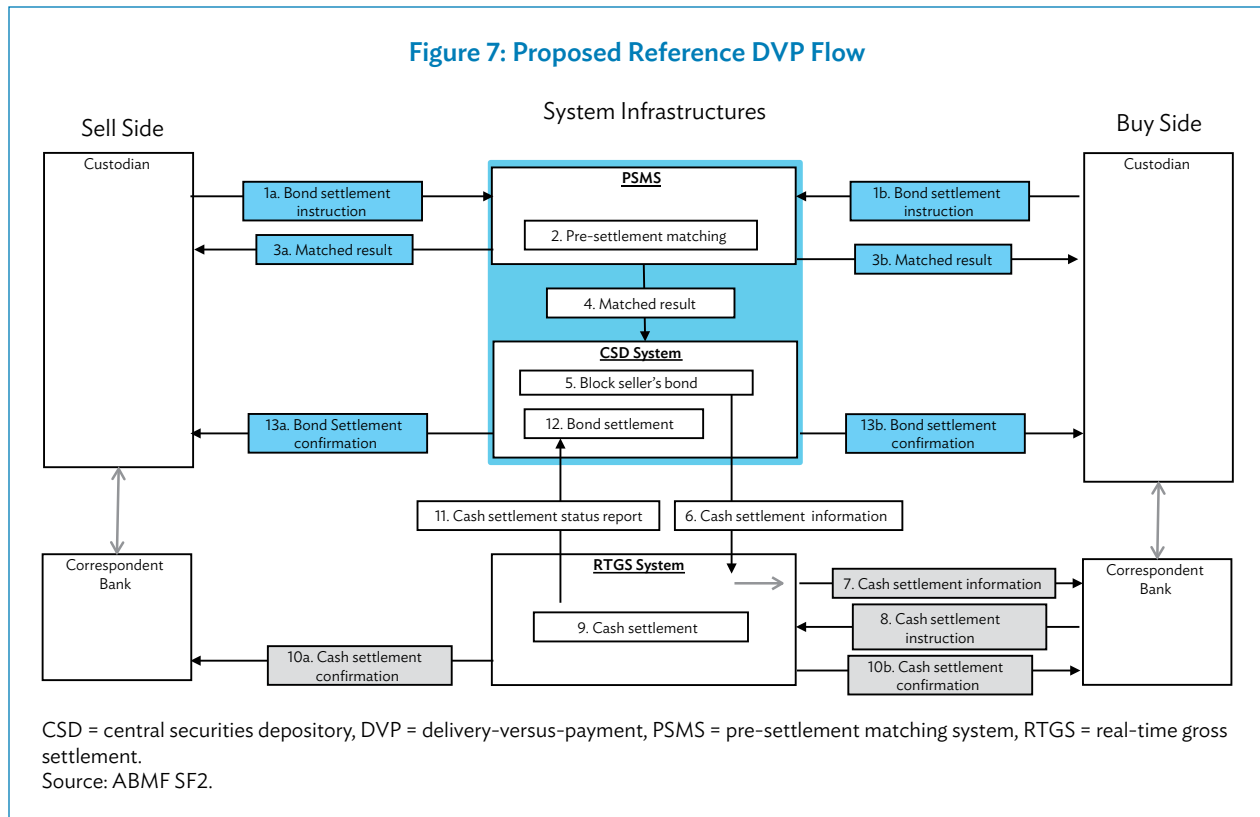 Figure 7: Proposed Reference DVP Flow
System Infrastructures
Sell Side
Buy Side
Custodian
PSMS
Custodian
1a. Bond settlement
instruction
1b. Bond settlement
instruction
2. Pre-settlement matching
3a. Matched result
3b. Matched result
4. Matched result
CSD System
5. Block seller's bond
12. Bond settlement
13a. Bond Settlement
confirmation
13b. Bond settlement
confirmation
11. Cash settlement status report
6. Cash settlement information
Correspondent
Bank
RTGS System
Correspondent
Bank
7. Cash settlement information
8. Cash settlement
instruction
9. Cash settlement
10a. Cash settlement
confirmation
10b. Cash settlement
confirmation
CSD = central securities depository, DVP = delivery-versus-payment, PSMS = pre-settlement matching system, RTGS = real-time gross
settlement.
Source: ABMF SF2.